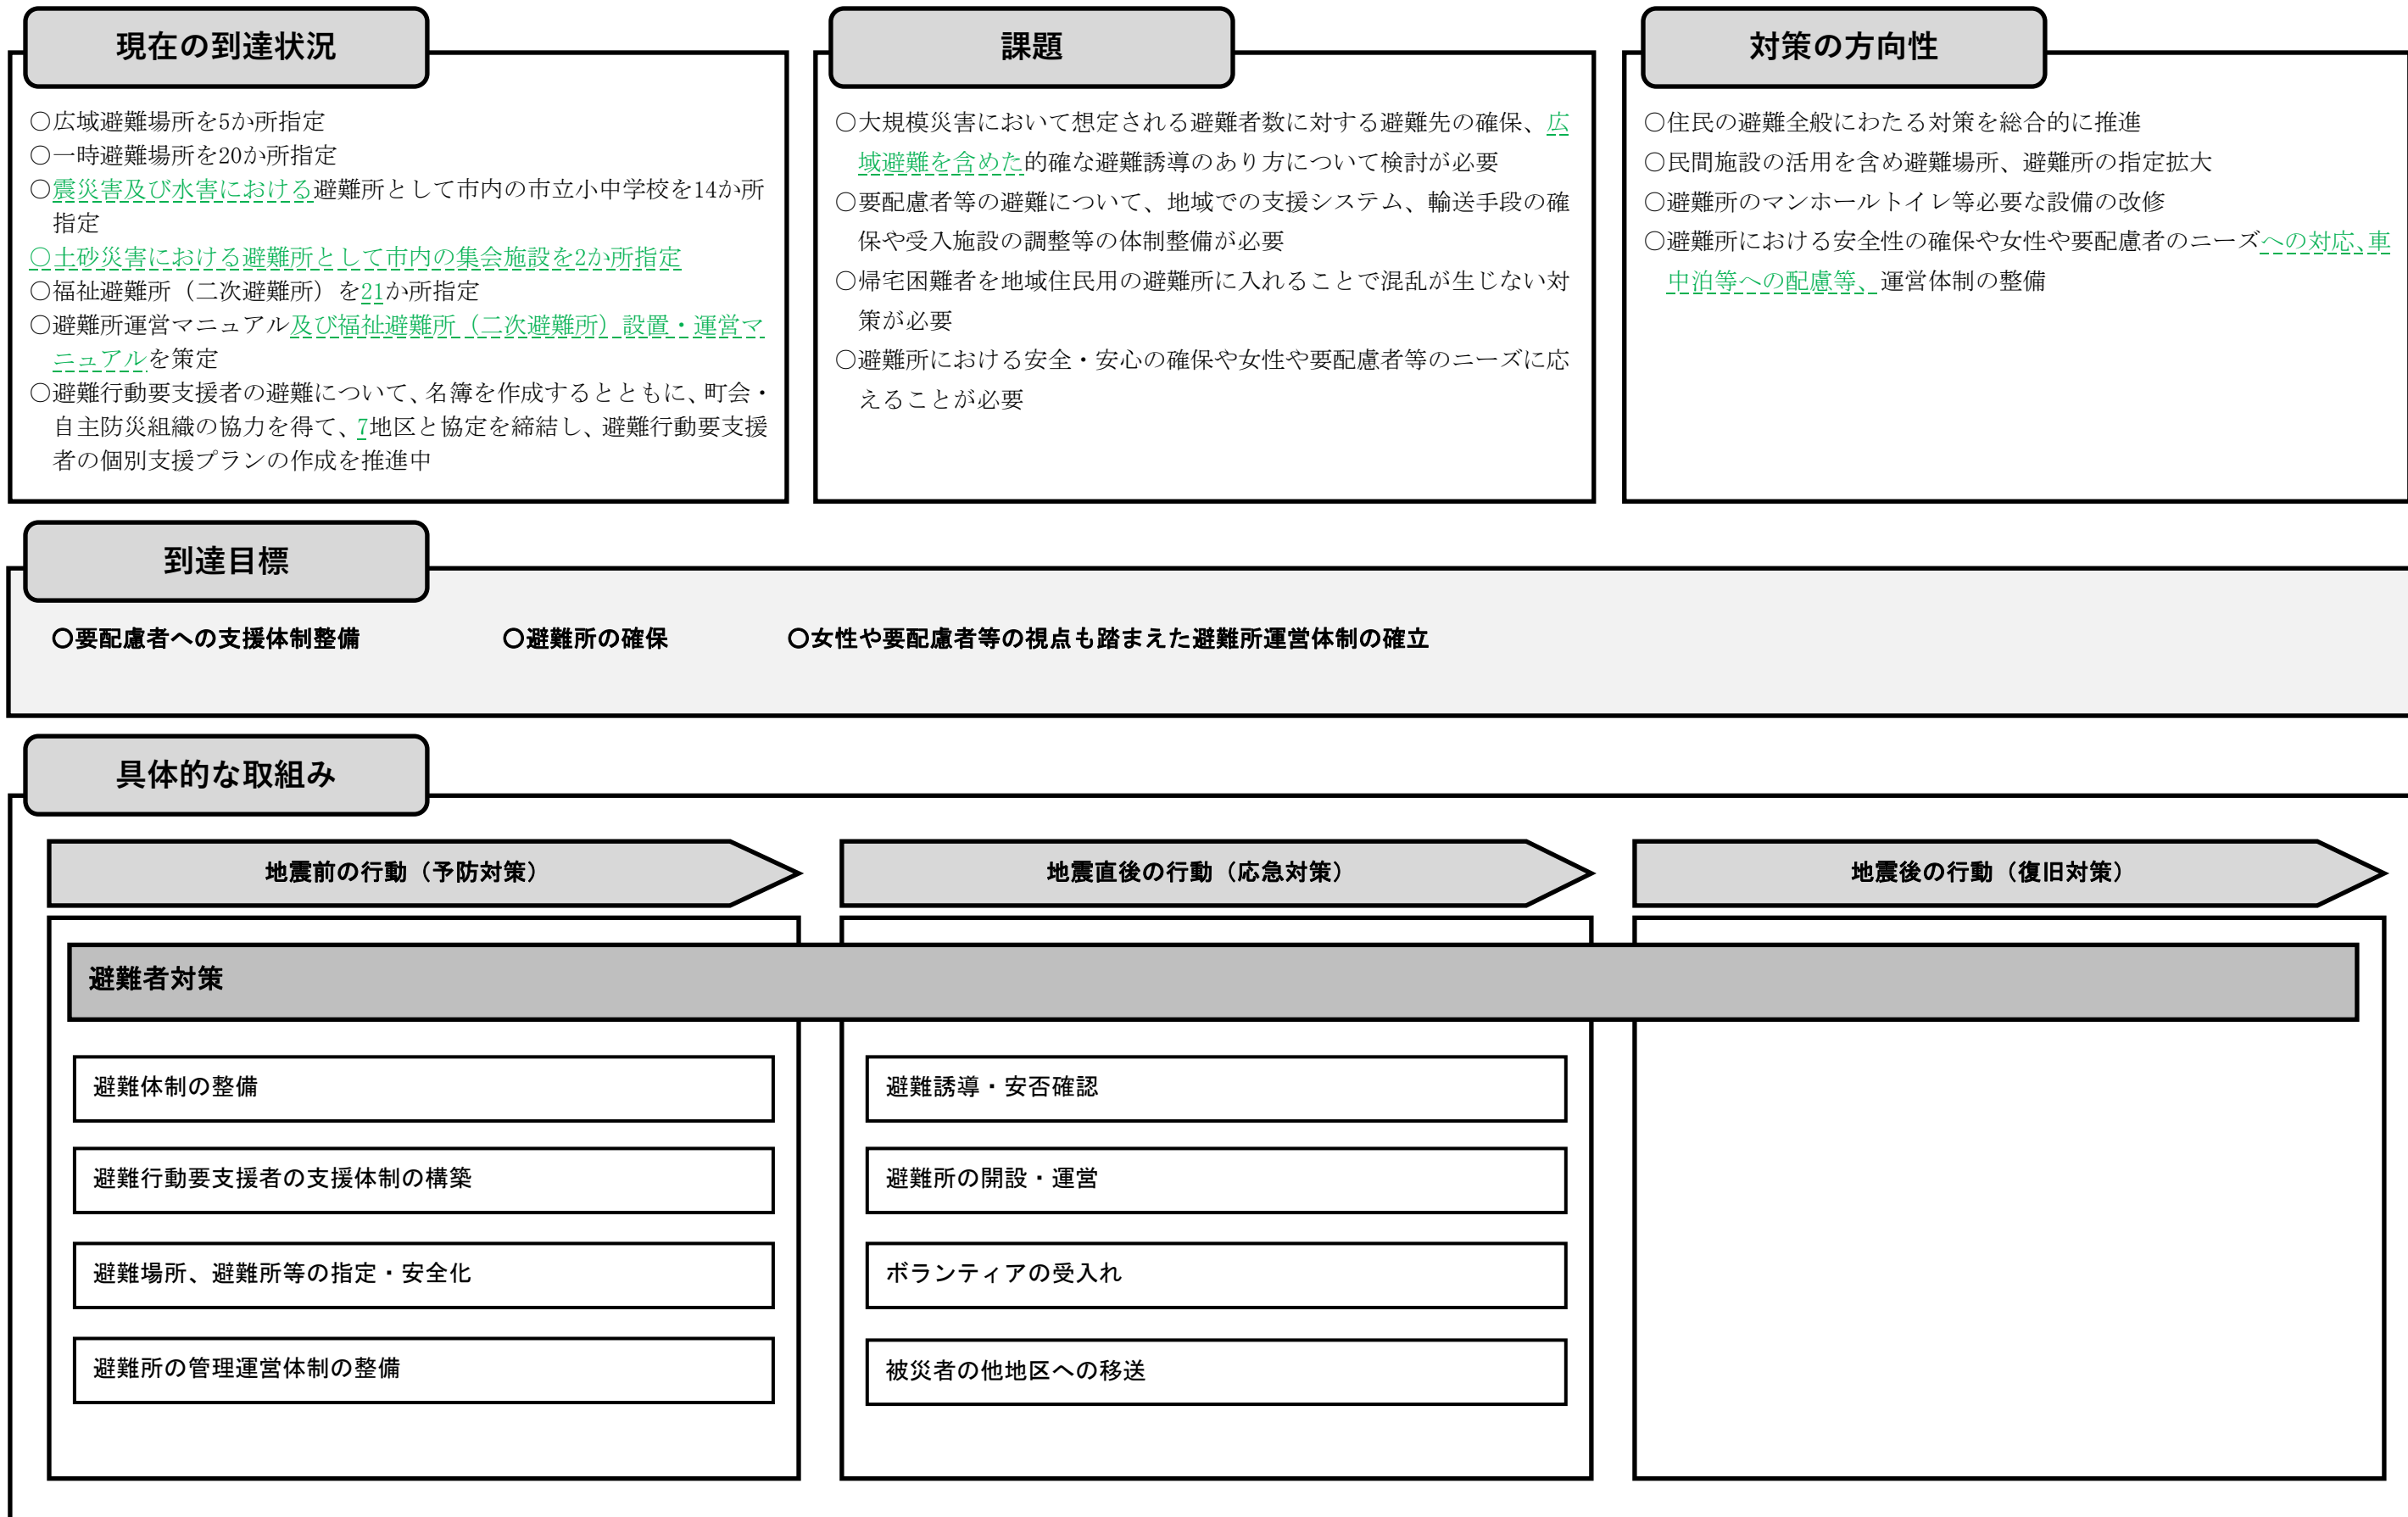 現在の到達状況
○広域避難場所を5か所指定
○一時避難場所を20か所指定
○震災害及び水害における避難所として市内の市立小中学校を14か所
指定
○土砂災害における避難所として市内の集会施設を2か所指定
○福祉避難所（二次避難所）を21か所指定
○避難所運営マニュアル及び福祉避難所（二次避難所）設置・運営マ
ニュアルを策定
○避難行動要支援者の避難について、名簿を作成するとともに、町会・
自主防災組織の協力を得て、7地区と協定を締結し、避難行動要支援
者の個別支援プランの作成を推進中
課題
○大規模災害において想定される避難者数に対する避難先の確保、広
域避難を含めた的確な避難誘導のあり方について検討が必要
○要配慮者等の避難について、地域での支援システム、輸送手段の確
保や受入施設の調整等の体制整備が必要
○帰宅困難者を地域住民用の避難所に入れることで混乱が生じない対
策が必要
○避難所における安全・安心の確保や女性や要配慮者等のニーズに応
えることが必要
対策の方向性
○住民の避難全般にわたる対策を総合的に推進
○民間施設の活用を含め避難場所、避難所の指定拡大
○避難所のマンホールトイレ等必要な設備の改修
○避難所における安全性の確保や女性や要配慮者のニーズへの対応、車
中泊等への配慮等、運営体制の整備
到達目標
○要配慮者への支援体制整備 ○避難所の確保 ○女性や要配慮者等の視点も踏まえた避難所運営体制の確立
具体的な取組み
地震前の行動（予防対策） 地震直後の行動（応急対策） 地震後の行動（復旧対策）
避難者対策
避難体制の整備
避難行動要支援者の支援体制の構築
避難場所、避難所等の指定・安全化
避難所の管理運営体制の整備
避難誘導・安否確認
避難所の開設・運営
ボランティアの受入れ
被災者の他地区への移送